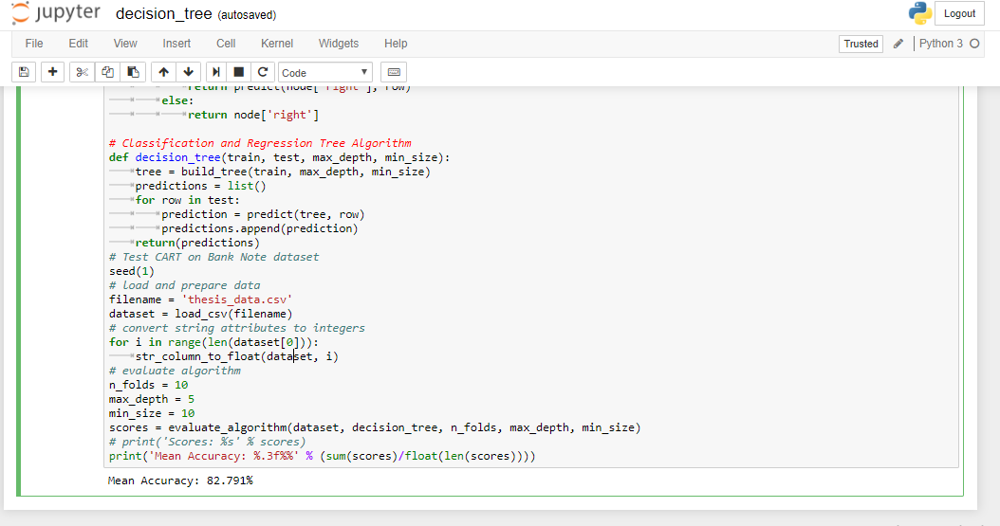 jupyter decision_tree (autosaved) Logout
File Edit View Insert Cell Kernel Widgets Help Trusted Python 3
Code
return predict(node['right'], row)
else:
return node['right']
# Classification and Regression Tree Algorithm
def decision_tree(train, test, max_depth, min_size):
tree = build_tree(train, max_depth, min_size)
predictions = list()
for row in test:
prediction = predict(tree, row)
predictions.append(prediction)
return(predictions)
# Test CART on Bank Note dataset
seed(1)
# load and prepare data
filename = 'thesis_data.csv'
dataset = load_csv(filename)
# convert string attributes to integers
for i in range(len(dataset[0])):
str_column_to_float(dataset, i)
# evaluate algorithm
n_folds = 10
max_depth = 5
min_size = 10
scores = evaluate_algorithm(dataset, decision_tree, n_folds, max_depth, min_size)
# print('Scores: %s' % scores)
print('Mean Accuracy: %.3f%%' % (sum(scores)/float(len(scores))))
Mean Accuracy: 82.791%